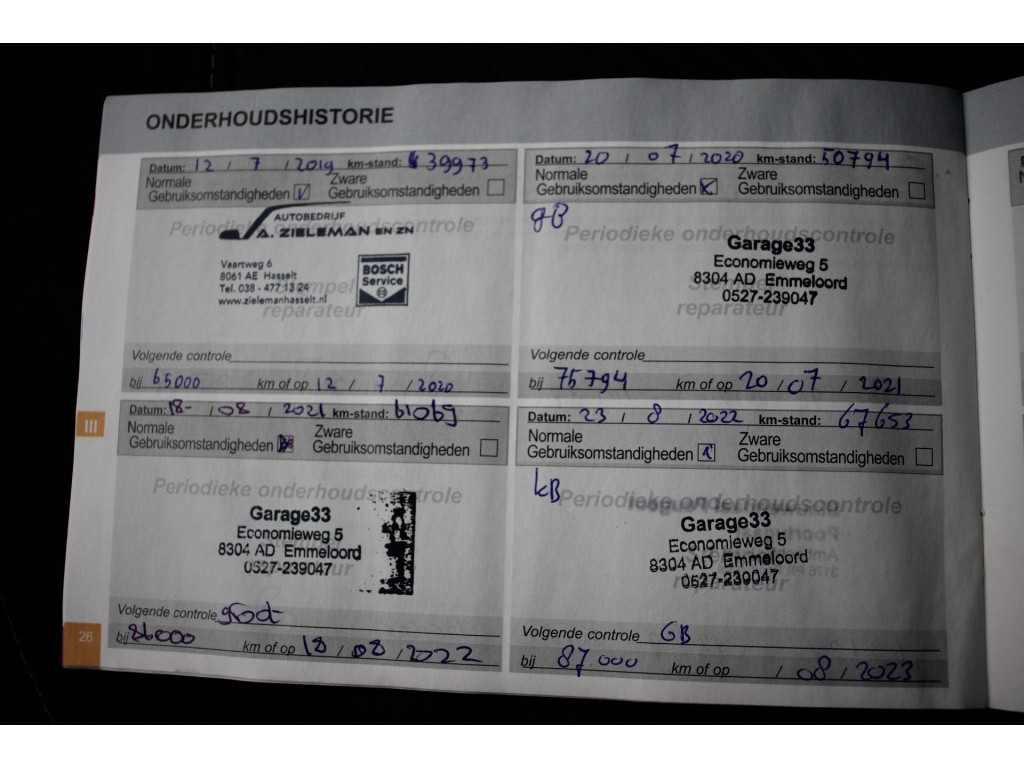 ONDERHOUDSHISTORIE
Datum: 12 / 7 / 2019 km-stand: 39973
Normale Gebruiksomstandigheden
Zware Gebruiksomstandigheden
Periodieke onderhoudscontrole
AUTOBEDRIJF
A. ZIELEMAN EN ZN
Vaartweg 6
8061 AE Hasselt
Tel. 038 - 477 13 24
www.zielemanhasselt.nl
BOSCH
Service
Stempel
reparateur
Volgende controle
bij 65000 km of op 12 / 7 / 2020
Datum: 20 / 07 / 2020 km-stand: 50794
Normale Gebruiksomstandigheden
Zware Gebruiksomstandigheden
gB
Periodieke onderhoudscontrole
Garage33
Economieweg 5
8304 AD Emmeloord
0527-239047
reparateur
Volgende controle
bij 75794 km of op 20 / 07 / 2021
III
Datum: 18- / 08 / 2021 km-stand: 61069
Normale Gebruiksomstandigheden
Zware Gebruiksomstandigheden
Periodieke onderhoudscontrole
Garage33
Economieweg 5
8304 AD Emmeloord
0527-239047
Volgende controle
bij 86000 km of op 18 / 08 / 2022
Datum: 23 / 8 / 2022 km-stand: 67653
Normale Gebruiksomstandigheden
Zware Gebruiksomstandigheden
kB
Periodieke onderhoudscontrole
Garage33
Economieweg 5
8304 AD Emmeloord
0527-239047
reparateur
Volgende controle GB
bij 87.000 km of op / 08 / 2023
26